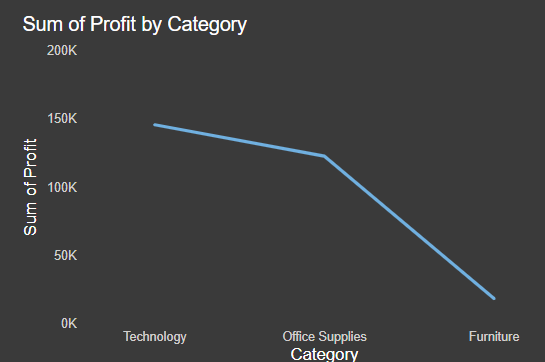 Sum of Profit by Category
200K
150K
100K
50K
0K
Sum of Profit
Technology
Office Supplies
Furniture
Category